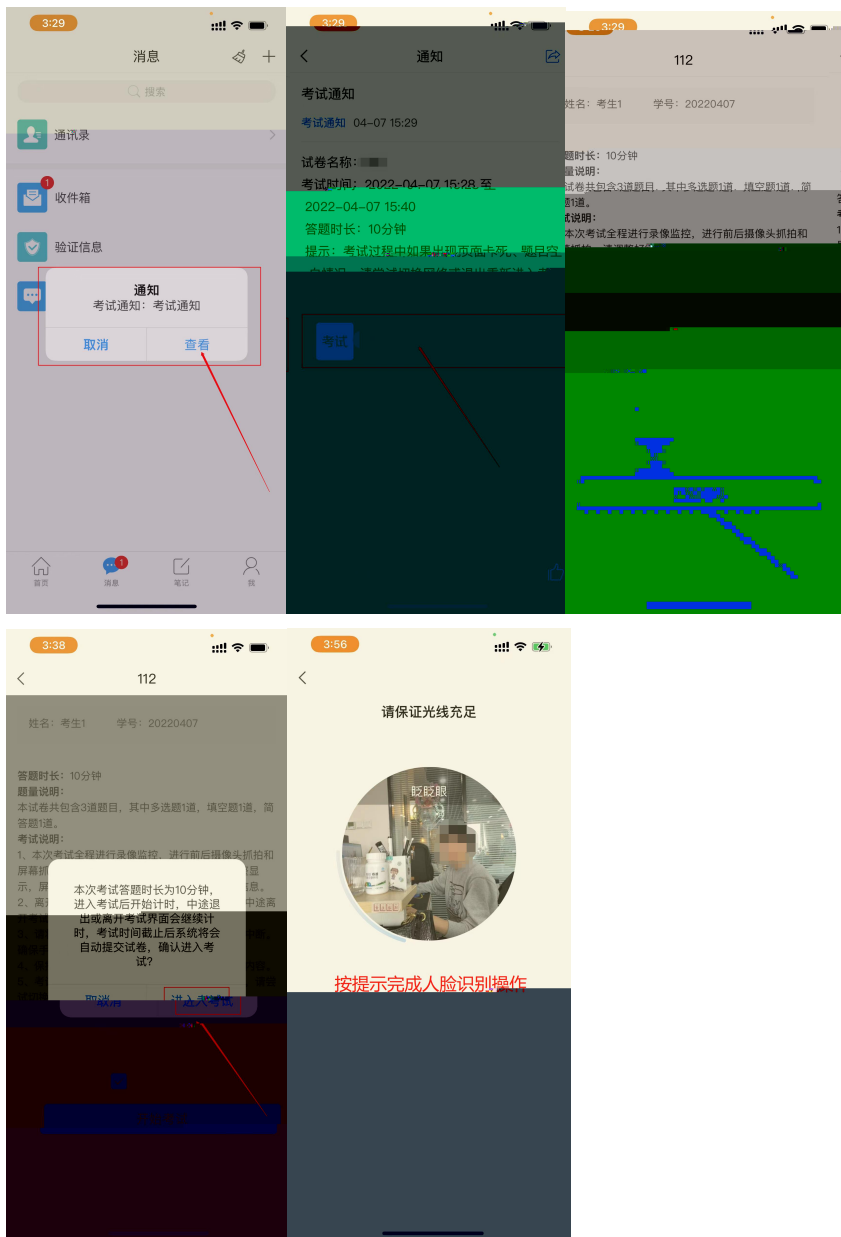 3:29
消息
搜索
通讯录
1
收件箱
验证信息
通知
考试通知：考试通知
取消
查看
首页
1
消息
笔记
我
3:29
通知
考试通知
考试通知 04-07 15:29
试卷名称：
考试时间：2022-04-07 15:28 至
2022-04-07 15:40
答题时长：10分钟
提示：考试过程中如果出现页面卡死、题目空
考试
3:29
112
姓名：考生1 学号：20220407
题时长：10分钟
量说明：
试卷共包含3道题目，其中多选题1道，填空题1道，简
题1道。
试说明：
本次考试全程进行录像监控，进行前后摄像头抓拍和
3:38
112
姓名：考生1 学号：20220407
答题时长：10分钟
题量说明：
本试卷共包含3道题目，其中多选题1道，填空题1道，简
答题1道。
考试说明：
1、本次考试全程进行录像监控，进行前后摄像头抓拍和
屏幕抓
显
示，屏
信息。
2、离开
中途离
本次考试答题时长为10分钟，
进入考试后开始计时，中途退
出或离开考试界面会继续计
时，考试时间截止后系统将会
自动提交试卷，确认进入考
试?
取消
进入考试
3:56
请保证光线充足
眨眨眼
按提示完成人脸识别操作